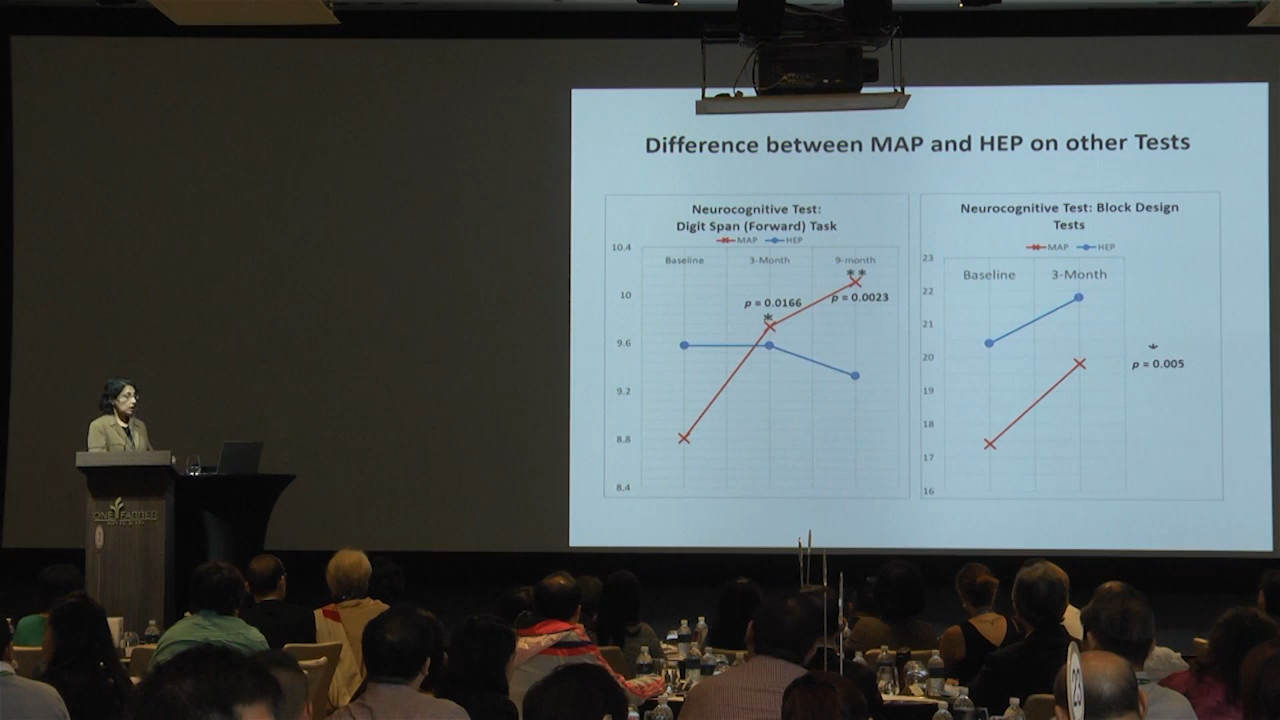 Difference between MAP and HEP on other Tests
Neurocognitive Test:
Digit Span (Forward) Task
MAP HEP
10.4
Baseline 3-Month 9-month
**
10
p = 0.0166 p = 0.0023
*
9.6
9.2
8.8
8.4
Neurocognitive Test: Block Design
Tests
MAP HEP
23
Baseline 3-Month
22
21
20
*
p = 0.005
19
18
17
16
ONE FARRER
HOTEL & SPA
23